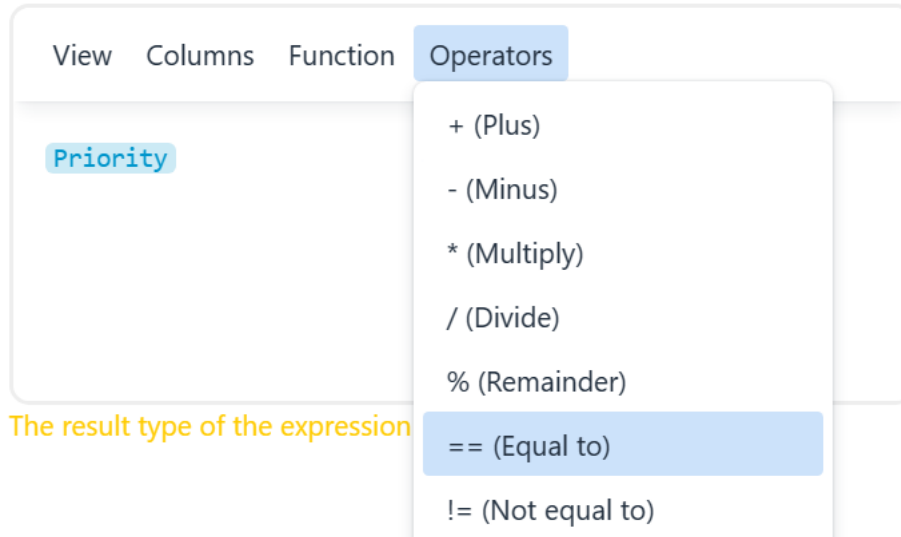 View Columns Function Operators
+ (Plus)
Priority
- (Minus)
* (Multiply)
/ (Divide)
% (Remainder)
The result type of the expression
== (Equal to)
!= (Not equal to)